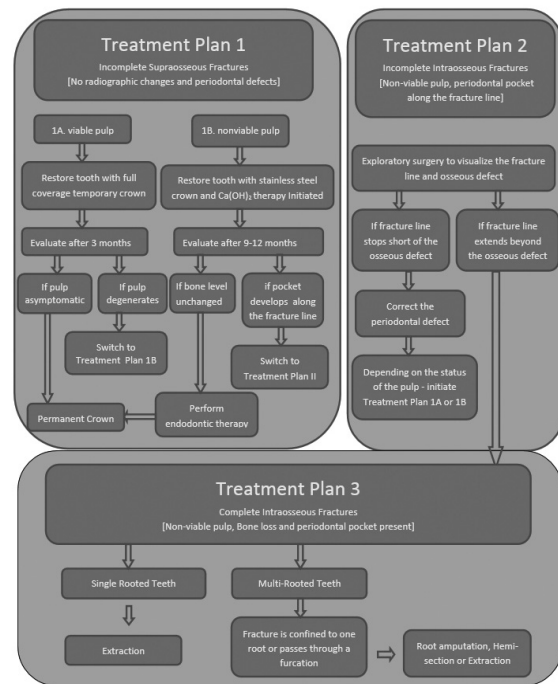 Treatment Plan 1
Incomplete Supraosseous Fractures
[No radiographic changes and periodontal defects]
1A. viable pulp
1B. nonviable pulp
Restore tooth with full
coverage temporary crown
Restore tooth with stainless steel
crown and Ca(OH)₂ therapy Initiated
Evaluate after 3 months
Evaluate after 9-12 months
If pulp
asymptomatic
If pulp
degenerates
If bone level
unchanged
if pocket
develops along
the fracture line
Switch to
Treatment Plan 1B
Switch to
Treatment Plan II
Permanent Crown
Perform
endodontic therapy
Treatment Plan 2
Incomplete Intraosseous Fractures
[Non-viable pulp, periodontal pocket
along the fracture line]
Exploratory surgery to visualize the fracture
line and osseous defect
If fracture line
stops short of the
osseous defect
If fracture line
extends beyond
the osseous defect
Correct the
periodontal defect
Depending on the status
of the pulp - initiate
Treatment Plan 1A or 1B
Treatment Plan 3
Complete Intraosseous Fractures
[Non-viable pulp, Bone loss and periodontal pocket present]
Single Rooted Teeth
Multi-Rooted Teeth
Extraction
Fracture is confined to one
root or passes through a
furcation
Root amputation, Hemi-
section or Extraction